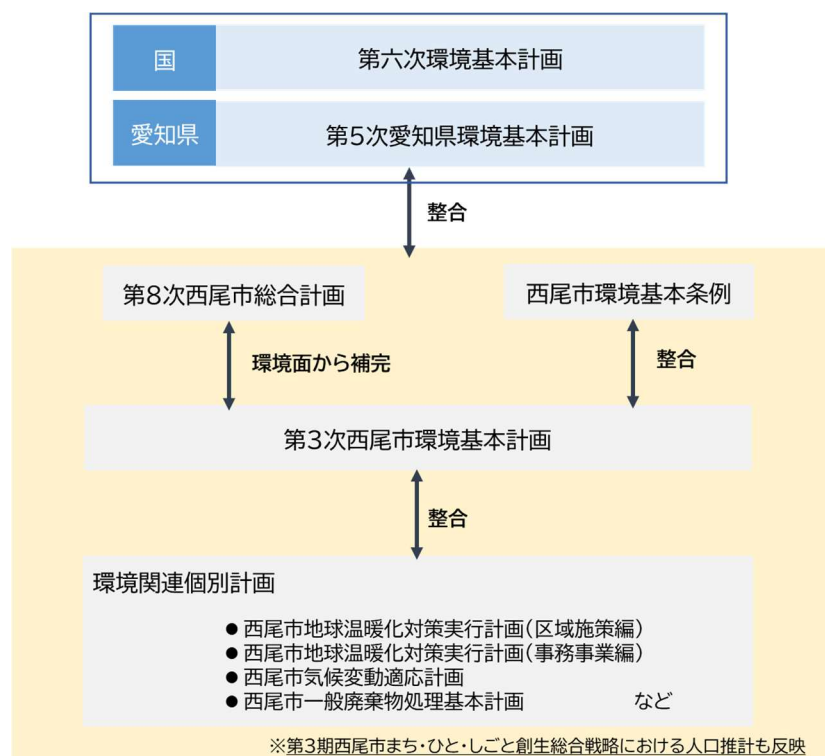 国
第六次環境基本計画
愛知県
第5次愛知県環境基本計画
整合
第8次西尾市総合計画
西尾市環境基本条例
環境面から補完
整合
第3次西尾市環境基本計画
整合
環境関連個別計画
●西尾市地球温暖化対策実行計画(区域施策編)
●西尾市地球温暖化対策実行計画(事務事業編)
●西尾市気候変動適応計画
●西尾市一般廃棄物処理基本計画 など
※第3期西尾市まち・ひと・しごと創生総合戦略における人口推計も反映